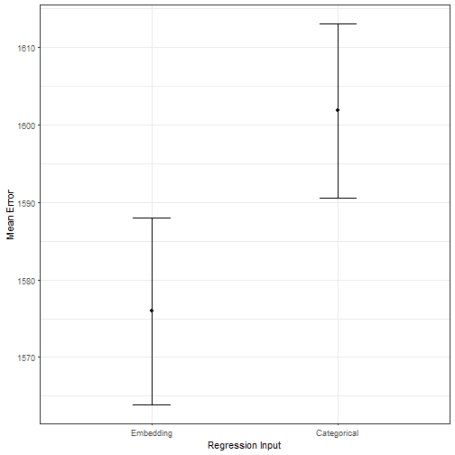 1610
1600
1590
1580
1570
Mean Error
Embedding
Categorical
Regression Input